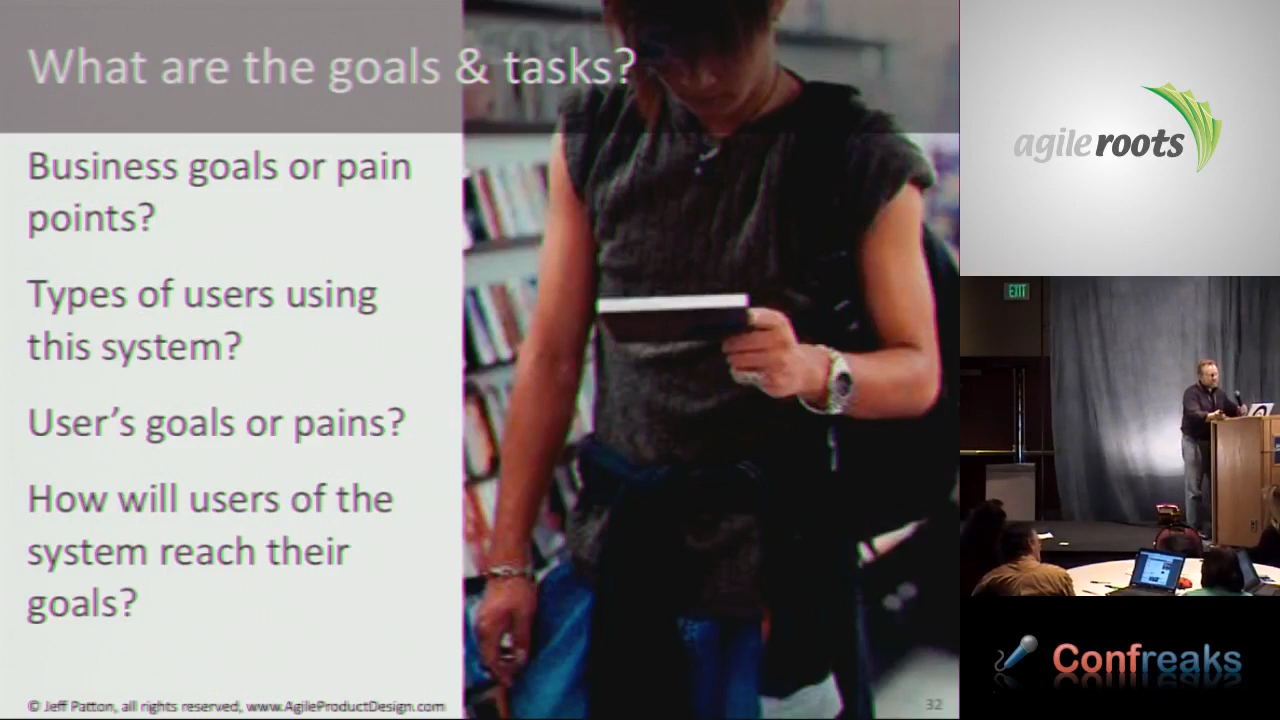 What are the goals & tasks?
Business goals or pain
points?
Types of users using
this system?
User's goals or pains?
How will users of the
system reach their
goals?
© Jeff Patton, all rights reserved, www.AgileProductDesign.com
32
agile roots
EXIT
Confreaks